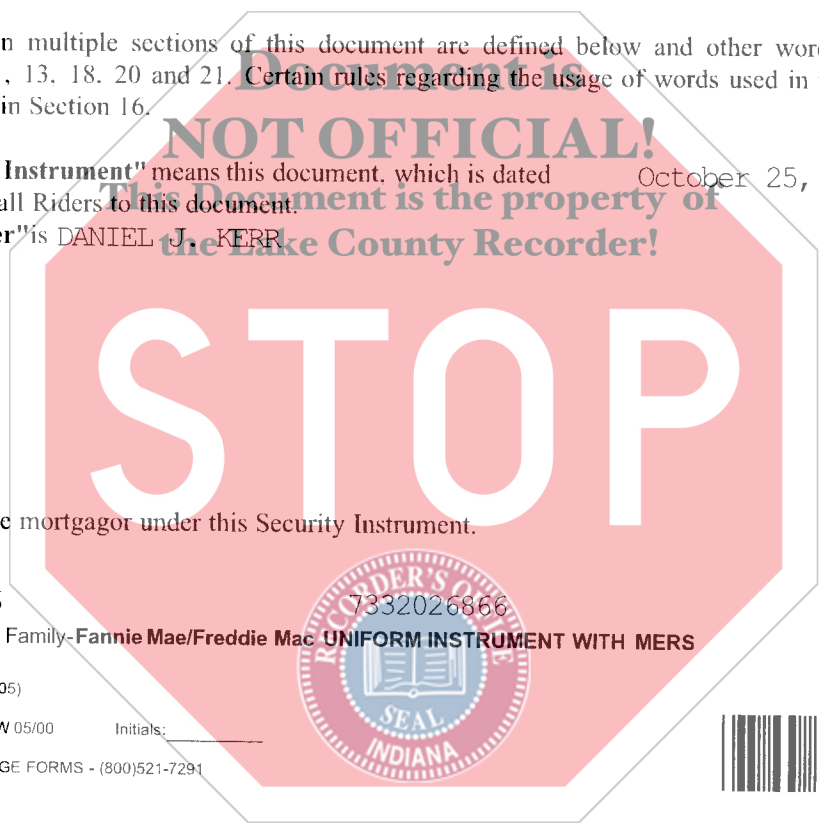 n multiple sections of this document are defined below and other wor
, 13. 18. 20 and 21. Certain rules regarding the usage of words used in
in Section 16.
Document is
NOT OFFICIAL!
This Document is the property of
the Lake County Recorder!
Instrument" means this document, which is dated October 25,
all Riders to this document.
r" is DANIEL J. KERR
STOP
e mortgagor under this Security Instrument.
RECORDER'S OFFICE
SEAL
INDIANA
7332026866
Family-Fannie Mae/Freddie Mac UNIFORM INSTRUMENT WITH MERS
05)
W 05/00 Initials:
GE FORMS - (800)521-7291